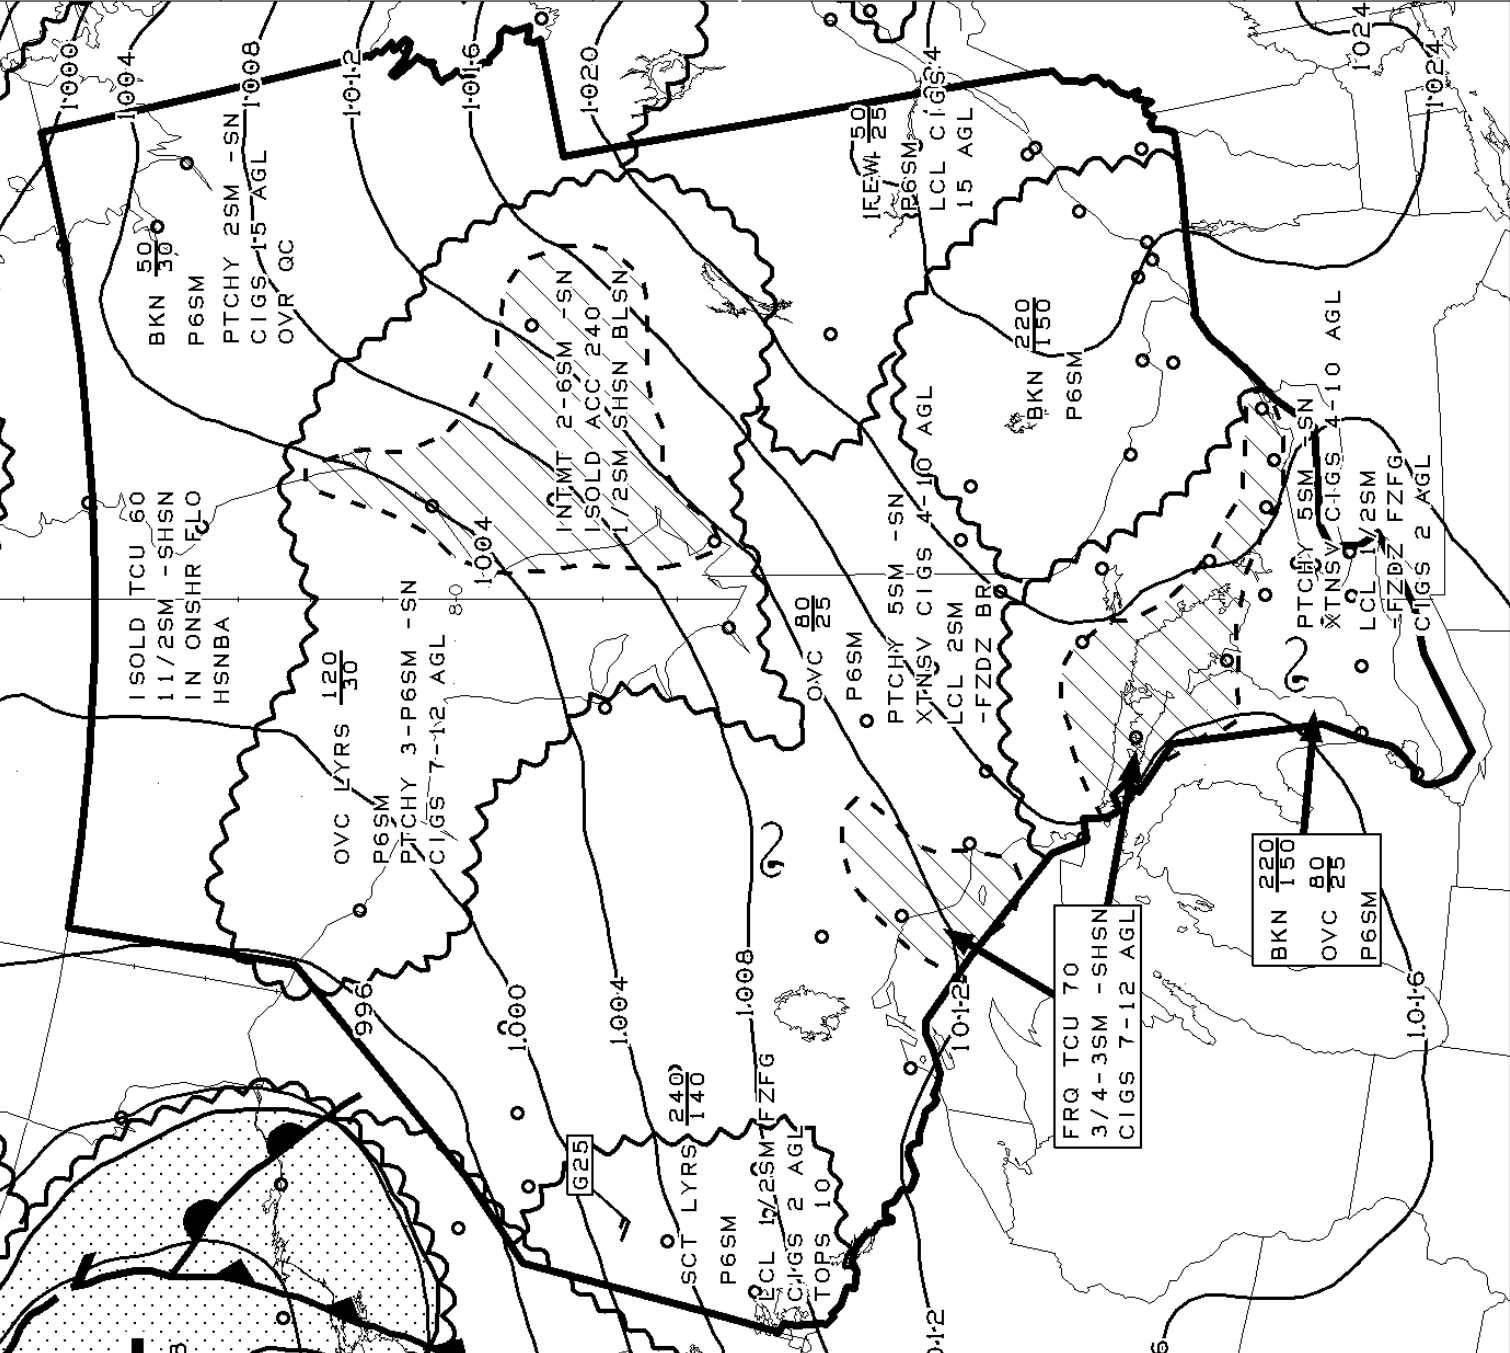 1000
1004
1008
1012
1016
1020
1024
1024
1024
BKN 50
30
P6SM
PTCHY 2SM -SN
CIGS 15 AGL
OVR QC
FEW 50
25
P6SM
LCL CIGS
15 AGL
INTMT 2-6SM -SN
ISOLD ACC 240
1/2SM SHSN BLSN
BKN 220
150
P6SM
ISOLD TCU 60
11/2SM -SHSN
IN ONSHR FLO
HSNBA
1004
80
OVC LYRS 120
30
P6SM
PTCHY 3-P6SM -SN
CIGS 7-12 AGL
OVC 80
25
P6SM
PTCHY 5SM -SN
XTNSV CIGS 4-10 AGL
LCL 2SM
-FZDZ BR
PTCHY 5SM -SN
XTNSV CIGS 4-10 AGL
LCL 1/2SM
-FZDZ FZFG
CIGS 2 AGL
996
1000
1004
1008
1012
1016
FRQ TCU 70
3/4-3SM -SHSN
CIGS 7-12 AGL
BKN 220
150
OVC 80
25
P6SM
G25
SCT LYRS 240
140
P6SM
LCL 1/2SM FZFG
CIGS 2 AGL
TOPS 10
1012